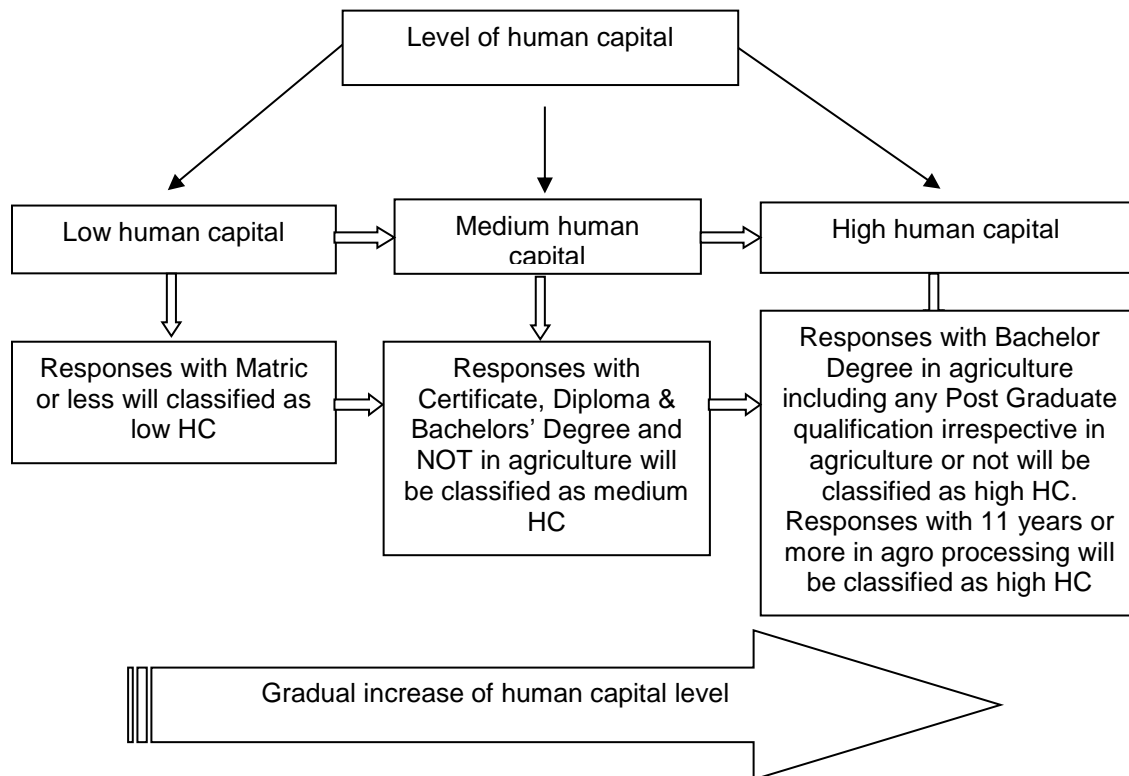 Level of human capital
Low human capital
Medium human
capital
High human capital
Responses with Matric
or less will classified as
low HC
Responses with
Certificate, Diploma &
Bachelors’ Degree and
NOT in agriculture will
be classified as medium
HC
Responses with Bachelor
Degree in agriculture
including any Post Graduate
qualification irrespective in
agriculture or not will be
classified as high HC.
Responses with 11 years or
more in agro processing will
be classified as high HC
Gradual increase of human capital level